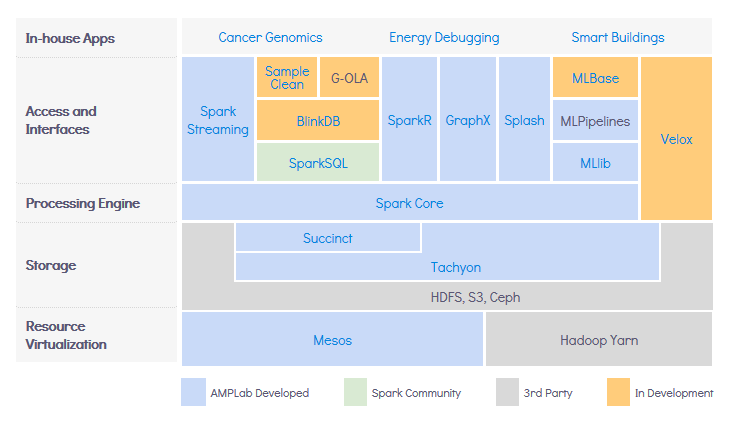 In-house Apps
Cancer Genomics
Energy Debugging
Smart Buildings
Access and
Interfaces
Spark
Streaming
Sample
Clean
G-OLA
BlinkDB
SparkSQL
SparkR
GraphX
Splash
MLBase
MLPipelines
MLlib
Velox
Processing Engine
Spark Core
Storage
Succinct
Tachyon
HDFS, S3, Ceph
Resource
Virtualization
Mesos
Hadoop Yarn
AMPLab Developed
Spark Community
3rd Party
In Development